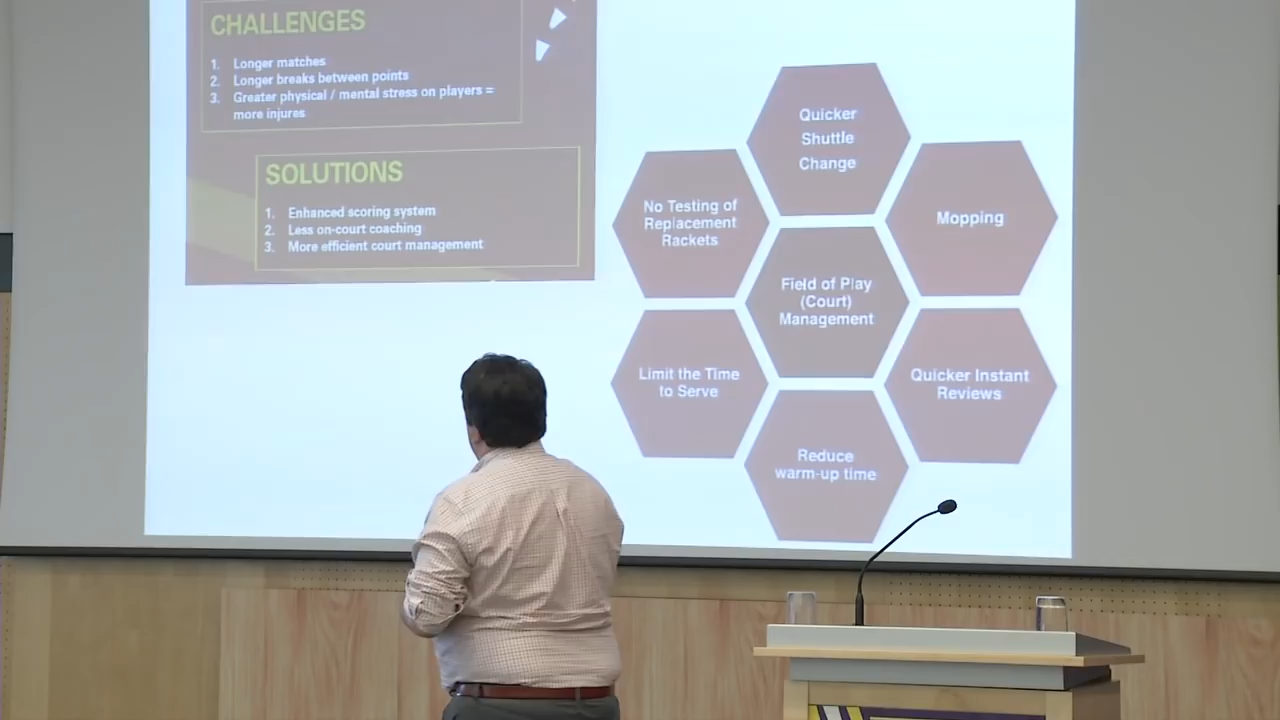 CHALLENGES
1. Longer matches
2. Longer breaks between points
3. Greater physical / mental stress on players =
more injures
SOLUTIONS
1. Enhanced scoring system
2. Less on-court coaching
3. More efficient court management
Quicker
Shuttle
Change
No Testing of
Replacement
Rackets
Mopping
Field of Play
(Court)
Management
Limit the Time
to Serve
Quicker Instant
Reviews
Reduce
warm-up time